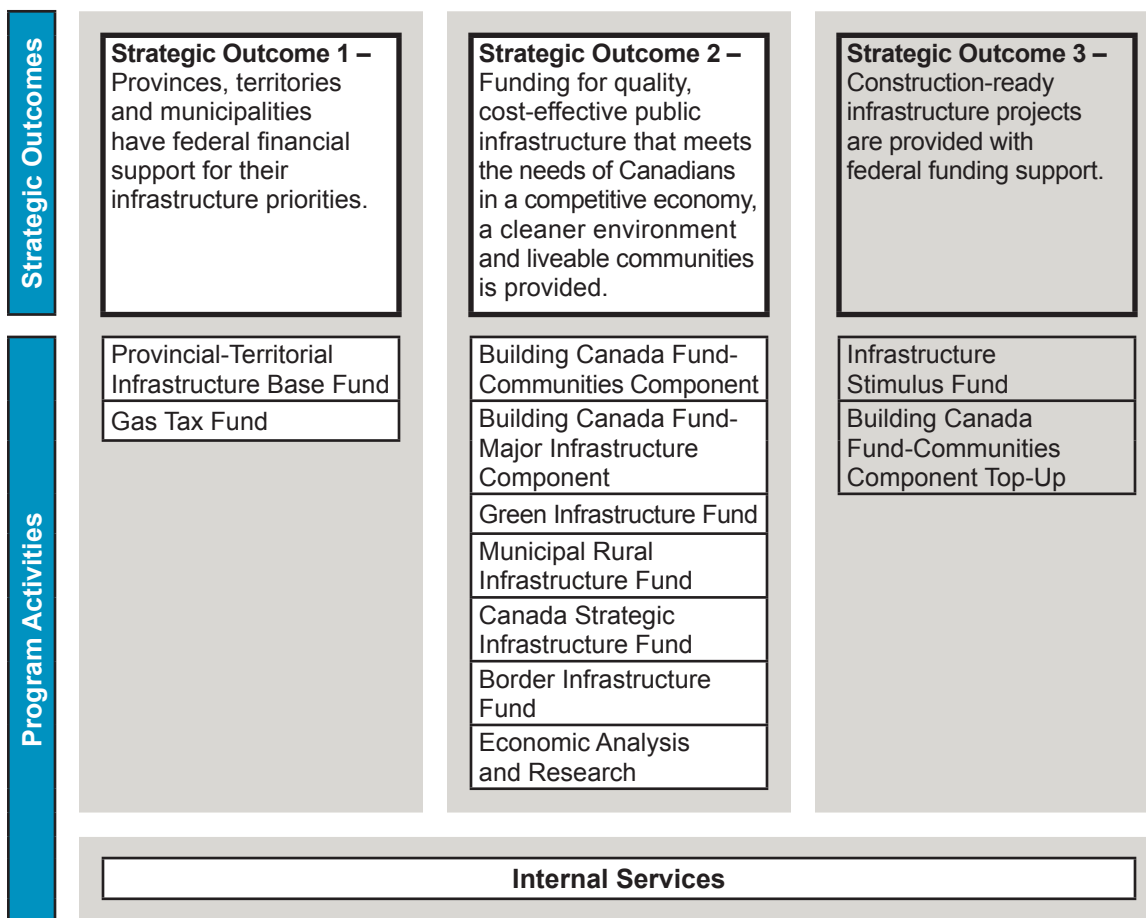 Strategic Outcomes
Strategic Outcome 1 –
Provinces, territories
and municipalities
have federal financial
support for their
infrastructure priorities.
Strategic Outcome 2 –
Funding for quality,
cost-effective public
infrastructure that meets
the needs of Canadians
in a competitive economy,
a cleaner environment
and liveable communities
is provided.
Strategic Outcome 3 –
Construction-ready
infrastructure projects
are provided with
federal funding support.
Program Activities
Provincial-Territorial
Infrastructure Base Fund
Gas Tax Fund
Building Canada Fund-
Communities Component
Building Canada Fund-
Major Infrastructure
Component
Green Infrastructure Fund
Municipal Rural
Infrastructure Fund
Canada Strategic
Infrastructure Fund
Border Infrastructure
Fund
Economic Analysis
and Research
Infrastructure
Stimulus Fund
Building Canada
Fund-Communities
Component Top-Up
Internal Services